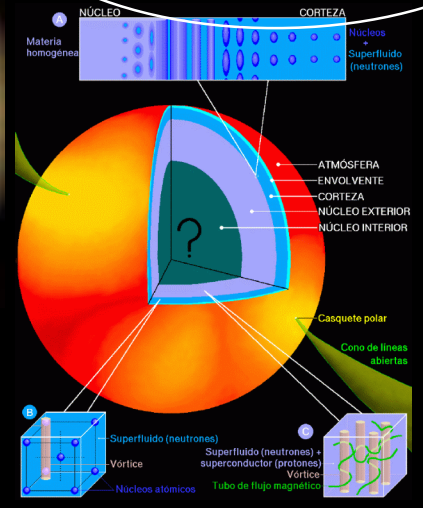 NÚCLEO
CORTEZA
A
Materia
homogénea
Núcleos
+
Superfluido
(neutrones)
ATMÓSFERA
ENVOLVENTE
CORTEZA
NÚCLEO EXTERIOR
NÚCLEO INTERIOR
?
Casquete polar
Cono de líneas
abiertas
B
Superfluido (neutrones)
Vórtice
Núcleos atómicos
C
Superfluido (neutrones) +
superconductor (protones)
Vórtice
Tubo de flujo magnético